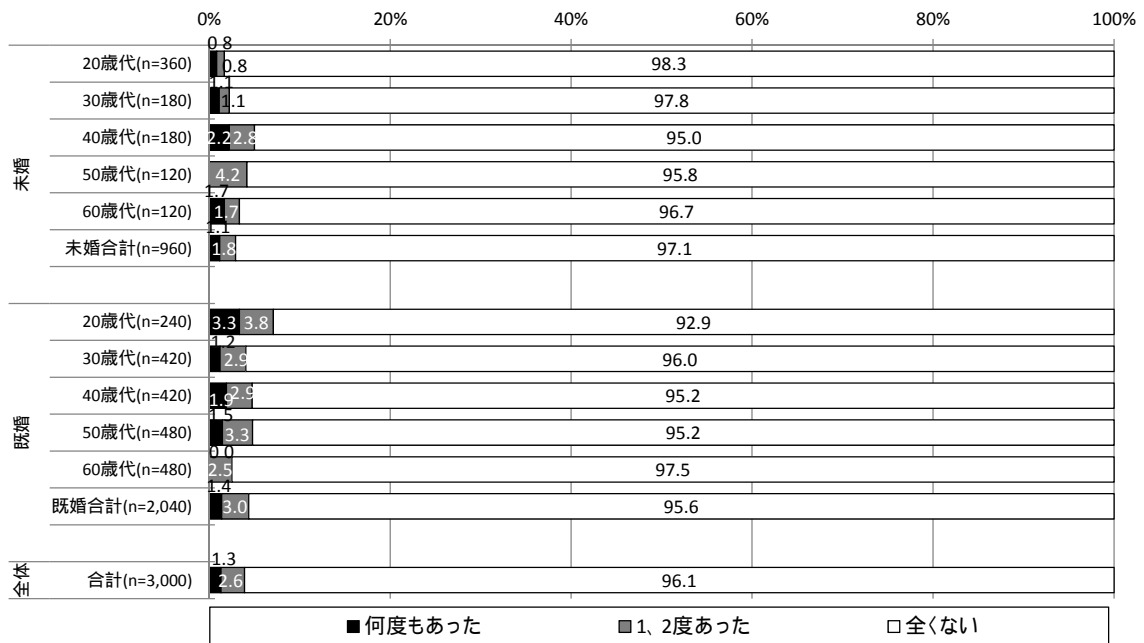 0% 20% 40% 60% 80% 100%
未婚
20歳代(n=360) 0.8 0.8 98.3
30歳代(n=180) 1.1 1.1 97.8
40歳代(n=180) 2.2 2.8 95.0
50歳代(n=120) 4.2 95.8
60歳代(n=120) 1.7 1.7 96.7
未婚合計(n=960) 1.1 1.8 97.1
既婚
20歳代(n=240) 3.3 3.8 92.9
30歳代(n=420) 1.2 2.9 96.0
40歳代(n=420) 1.9 2.9 95.2
50歳代(n=480) 1.5 3.3 95.2
60歳代(n=480) 0.0 2.5 97.5
既婚合計(n=2,040) 1.4 3.0 95.6
全体
合計(n=3,000) 1.3 2.6 96.1
何度もあった 1、2度あった 全くない